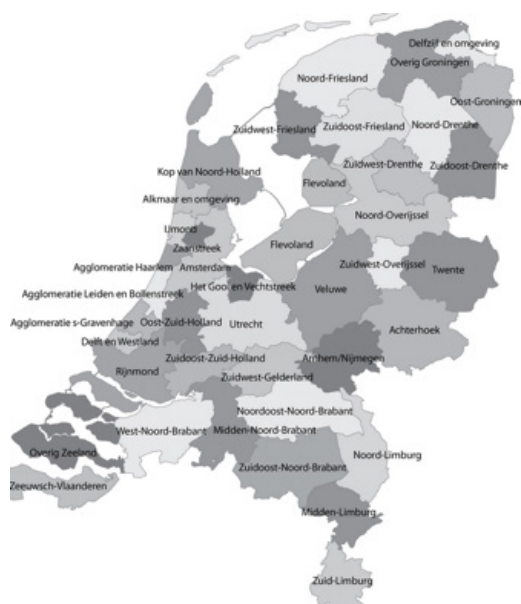 Delfzijl en omgeving
Overig Groningen
Noord-Friesland
Oost-Groningen
Noord-Drenthe
Zuidwest-Friesland
Zuidoost-Friesland
Zuidwest-Drenthe
Zuidoost-Drenthe
Kop van Noord-Holland
Flevoland
Alkmaar en omgeving
Noord-Overijssel
IJmond
Zaanstreek
Flevoland
Zuidwest-Overijssel
Agglomeratie Haarlem
Amsterdam
Twente
Het Gooi en Vechtstreek
Veluwe
Agglomeratie Leiden en Bollenstreek
Agglomeratie s-Gravenhage
Oost-Zuid-Holland
Utrecht
Achterhoek
Delft en Westland
Zuidoost-Zuid-Holland
Arnhem/Nijmegen
Rijnmond
Zuidwest-Gelderland
Noordoost-Noord-Brabant
West-Noord-Brabant
Midden-Noord-Brabant
Overig Zeeland
Noord-Limburg
Zuidoost-Noord-Brabant
Zeeuwsch-Vlaanderen
Midden-Limburg
Zuid-Limburg